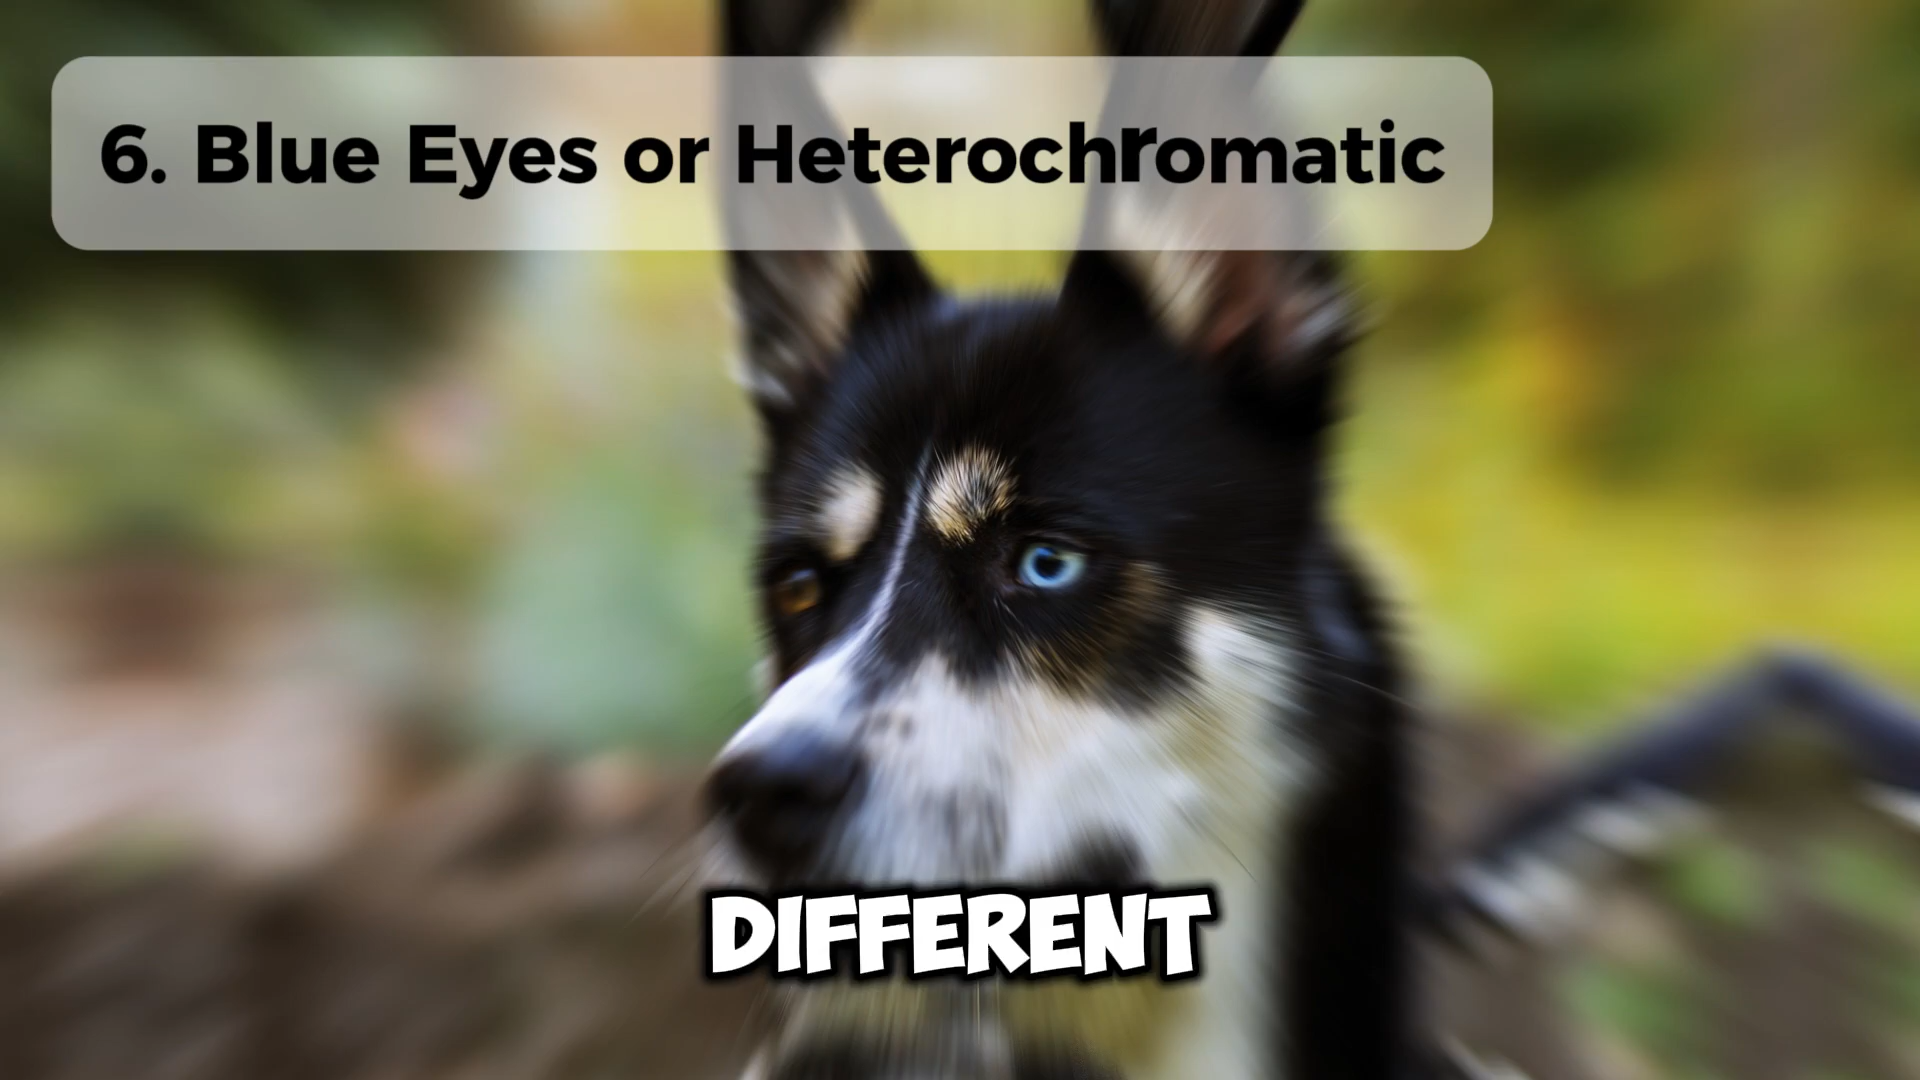 6. Blue Eyes or Heterochromatic
DIFFERENT